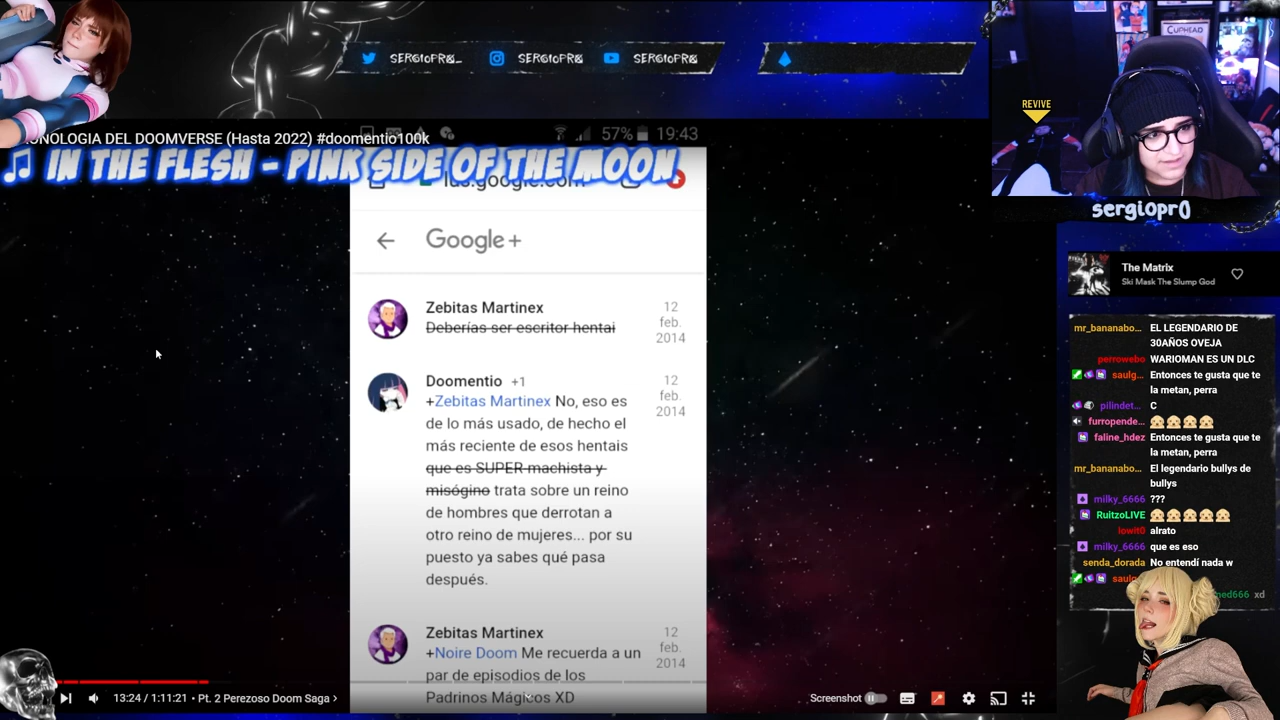 SERGIOPR0_
SERGIOPR0
SERGIOPR0
CUPHEAD
REVIVE
NOLOGIA DEL DOOMVERSE (Hasta 2022) #doomentio100k
57% 19:43
IN THE FLESH - PINK SIDE OF THE MOON
sergiopr0
Google+
Zebitas Martinex
Deberías ser escritor hentai
12
feb.
2014
Doomentio +1
+Zebitas Martinex No, eso es
de lo más usado, de hecho el
más reciente de esos hentais
que es SUPER machista y
misógino trata sobre un reino
de hombres que derrotan a
otro reino de mujeres... por su
puesto ya sabes qué pasa
después.
12
feb.
2014
Zebitas Martinex
+Noire Doom Me recuerda a un
par de episodios de los
Padrinos Mágicos XD
12
feb.
2014
The Matrix
Ski Mask The Slump God
mr_bananabo... EL LEGENDARIO DE
30AÑOS OVEJA
perrowebo WARIOMAN ES UN DLC
saulg... Entonces te gusta que te
la metan, perra
pilindet... C
furropende...
faline_hdez Entonces te gusta que te
la metan, perra
mr_bananabo... El legendario bullys de
bullys
milky_6666 ???
RuitzoLIVE
lowit0 alrato
milky_6666 que es eso
senda_dorada No entendí nada w
saulg
ned666 xd
13:24 / 1:11:21 • Pt. 2 Perezoso Doom Saga ›
Screenshot